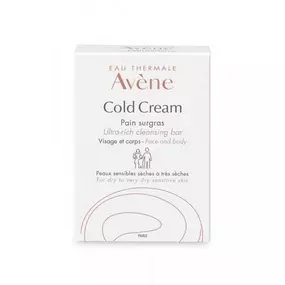 EAU THERMALE
Avène
Cold Cream
Pain surgras
Ultra-rich cleansing bar
Visage et corps - Face and body
Peaux sensibles sèches à très sèches
For dry to very dry sensitive skin
PARIS